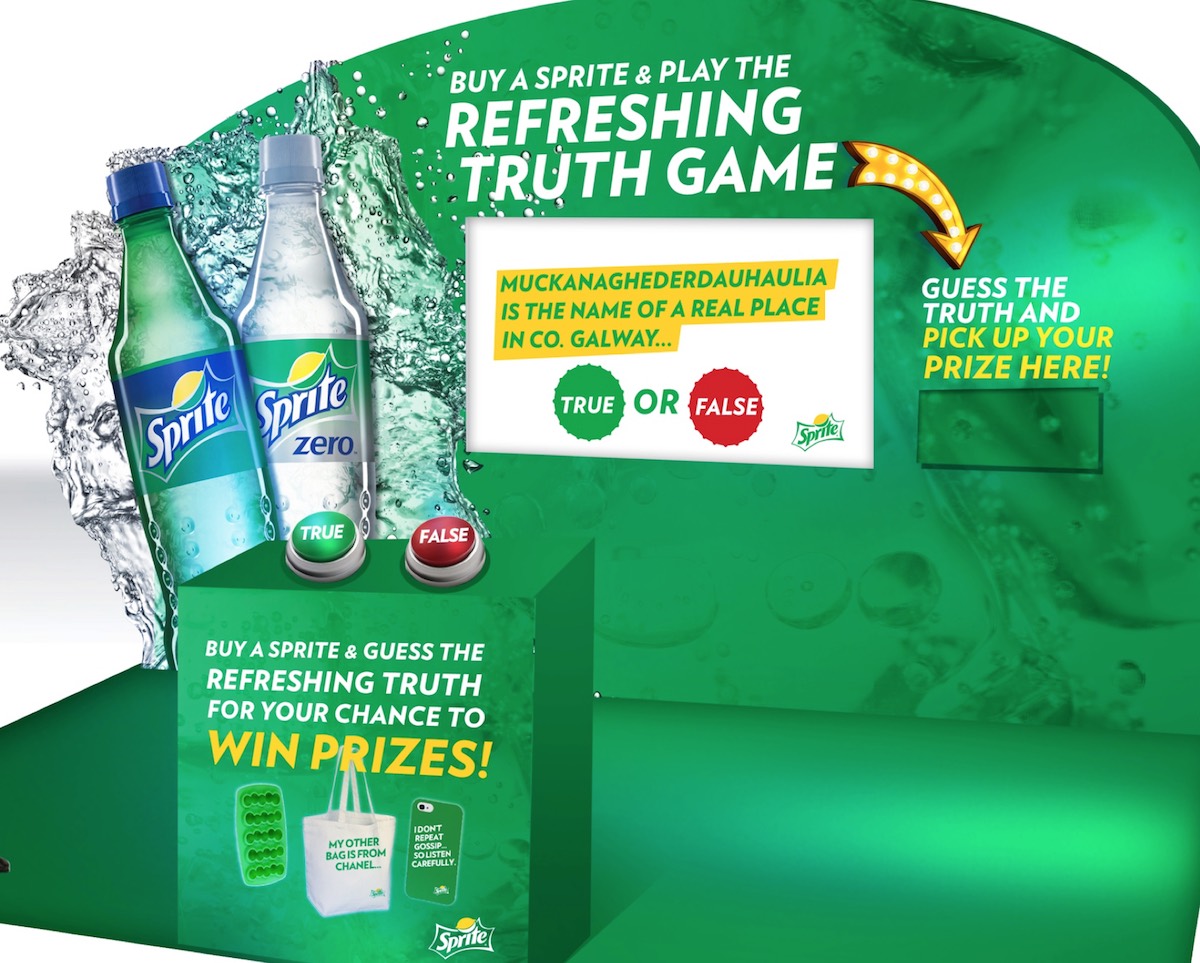 BUY A SPRITE & PLAY THE
REFRESHING
TRUTH GAME
MUCKANAGHEDERDAUHAULIA
IS THE NAME OF A REAL PLACE
IN CO. GALWAY...
TRUE OR FALSE
Sprite
GUESS THE
TRUTH AND
PICK UP YOUR
PRIZE HERE!
Sprite
Sprite
zero
TRUE
FALSE
BUY A SPRITE & GUESS THE
REFRESHING TRUTH
FOR YOUR CHANCE TO
WIN PRIZES!
MY OTHER
BAG IS FROM
CHANEL...
Sprite
I DON'T
REPEAT
GOSSIP...
SO LISTEN
CAREFULLY.
Sprite
Sprite